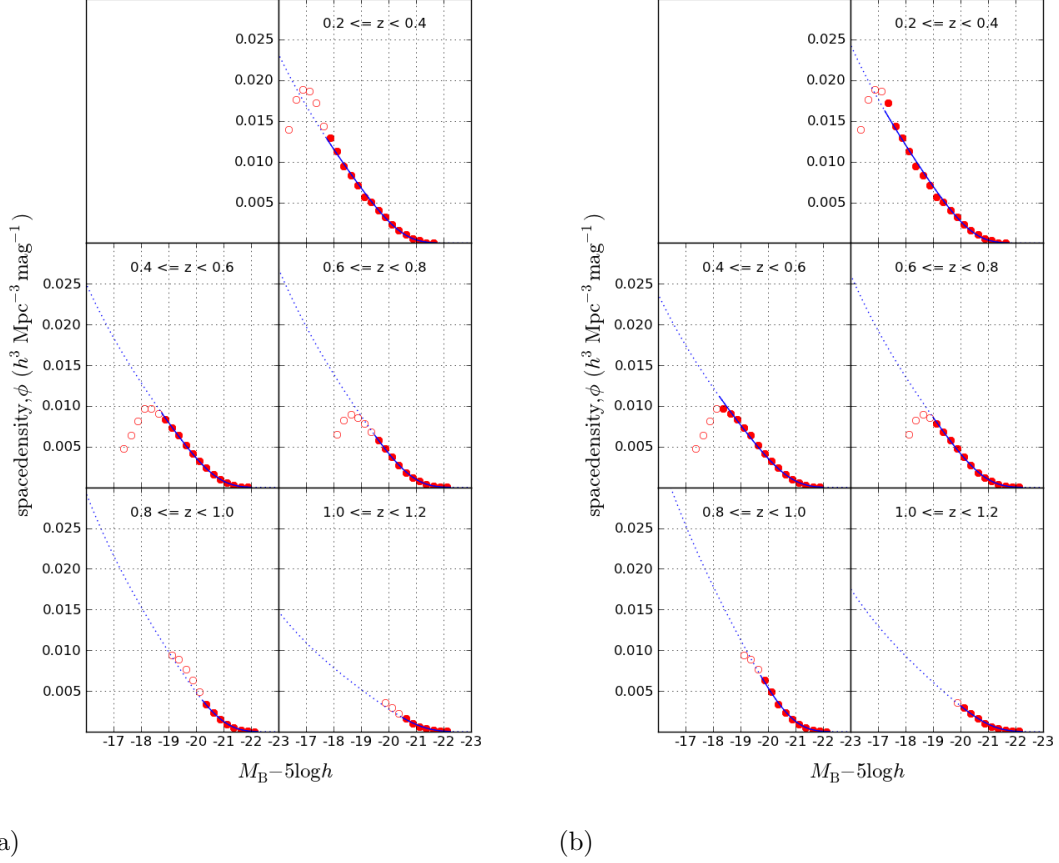 0.2 <= z < 0.4
0.025
0.020
0.015
0.010
0.005
0.4 <= z < 0.6
0.6 <= z < 0.8
0.025
0.020
0.015
0.010
0.005
0.8 <= z < 1.0
1.0 <= z < 1.2
0.025
0.020
0.015
0.010
0.005
-17 -18 -19 -20 -21 -22 -23 -17 -18 -19 -20 -21 -22 -23
spacedensity, ϕ (h³ Mpc⁻³ mag⁻¹)
M_B−5logh
a)
0.2 <= z < 0.4
0.025
0.020
0.015
0.010
0.005
0.4 <= z < 0.6
0.6 <= z < 0.8
0.025
0.020
0.015
0.010
0.005
0.8 <= z < 1.0
1.0 <= z < 1.2
0.025
0.020
0.015
0.010
0.005
-17 -18 -19 -20 -21 -22 -23 -17 -18 -19 -20 -21 -22 -23
spacedensity, ϕ (h³ Mpc⁻³ mag⁻¹)
M_B−5logh
(b)